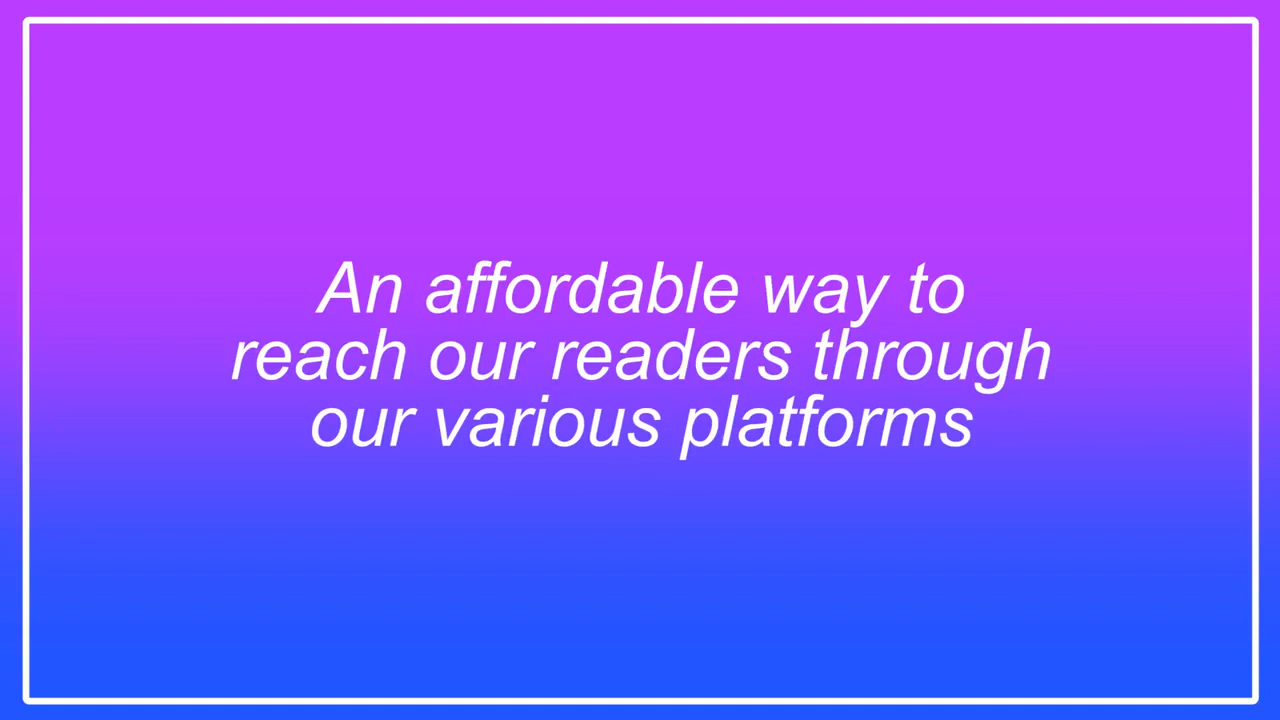 An affordable way to
reach our readers through
our various platforms